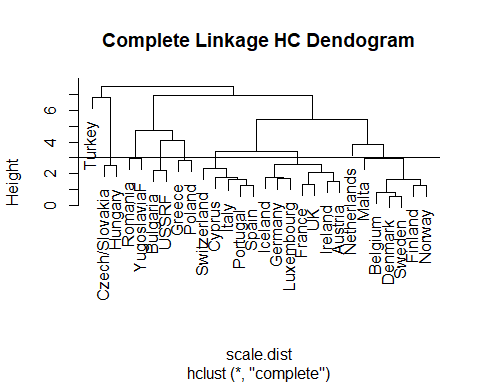 Complete Linkage HC Dendogram
Height
6
4
2
0
Turkey
Czech/Slovakia
Hungary
Romania
YugoslaviaF
Bulgaria
USSRF
Greece
Poland
Switzerland
Cyprus
Italy
Portugal
Spain
Iceland
Germany
Luxembourg
France
UK
Ireland
Austria
Netherlands
Malta
Belgium
Denmark
Sweden
Finland
Norway
scale.dist
hclust (*, "complete")